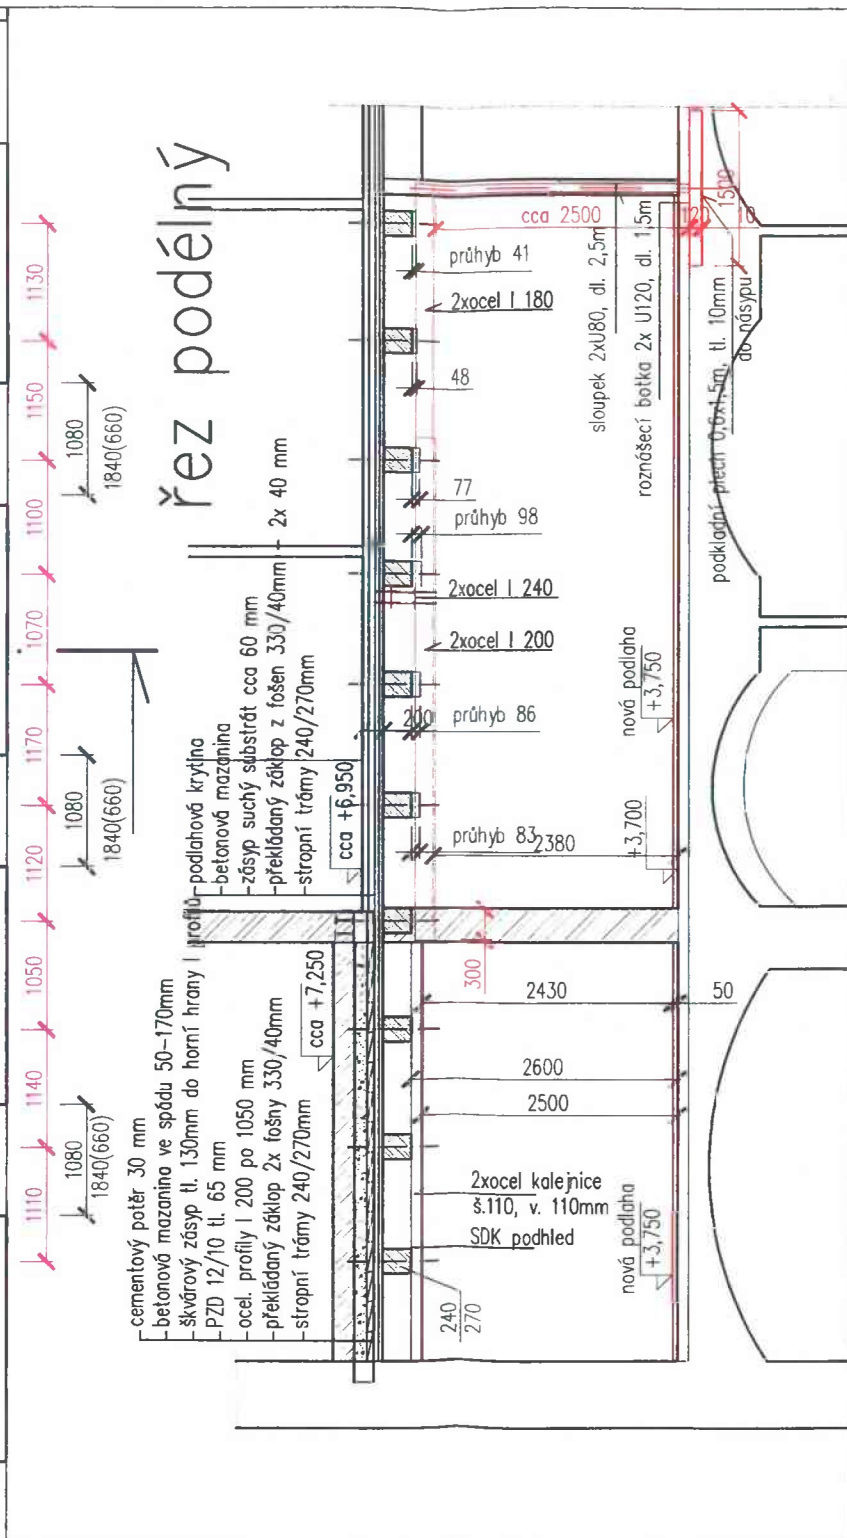 řez podélný
1110
1140
1050
1120
1170
1070
1100
1150
1130
1080
1840(660)
1080
1840(660)
1080
1840(660)
cementový potěr 30 mm
betonová mazanina ve spádu 50-170mm
škvárový zásyp tl. 130mm do horní hrany I profilů
PZD 12/10 tl. 65 mm
ocel. profily I 200 po 1050 mm
překládaný záklop 2x fošny 330/40mm
stropní trámy 240/270mm
podlahová krytina
betonová mazanina
zásyp suchý substrát cca 60 mm
překládaný záklop z fošen 330/40mm - 2x 40 mm
stropní trámy 240/270mm
cca +7,250
cca +6,950
240
270
2xocel kalejnice
š.110, v. 110mm
SDK podhled
2430
50
2600
2500
300
průhyb 83
2380
200
průhyb 86
2xocel I 200
2xocel I 240
průhyb 98
77
48
2xocel I 180
průhyb 41
cca 2500
120
10
1500
nová podlaha
+3,750
+3,700
nová podlaha
+3,750
sloupek 2xU80, dl. 2,5m
roznášecí botka 2x U120, dl. 1,5m
podkladní plech 0,6x1,5m, tl. 10mm
do násypu